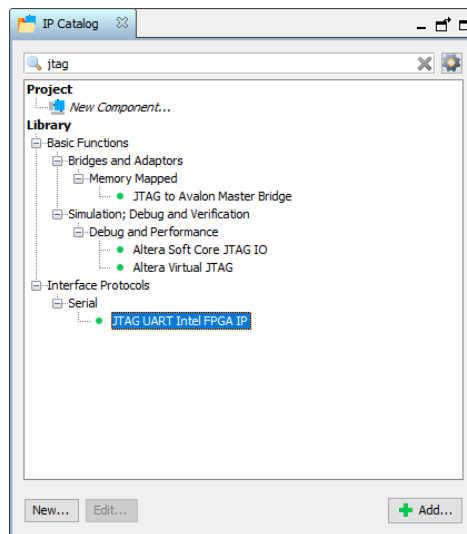 IP Catalog
jtag
Project
New Component...
Library
Basic Functions
Bridges and Adaptors
Memory Mapped
JTAG to Avalon Master Bridge
Simulation; Debug and Verification
Debug and Performance
Altera Soft Core JTAG IO
Altera Virtual JTAG
Interface Protocols
Serial
JTAG UART Intel FPGA IP
New... Edit... Add...